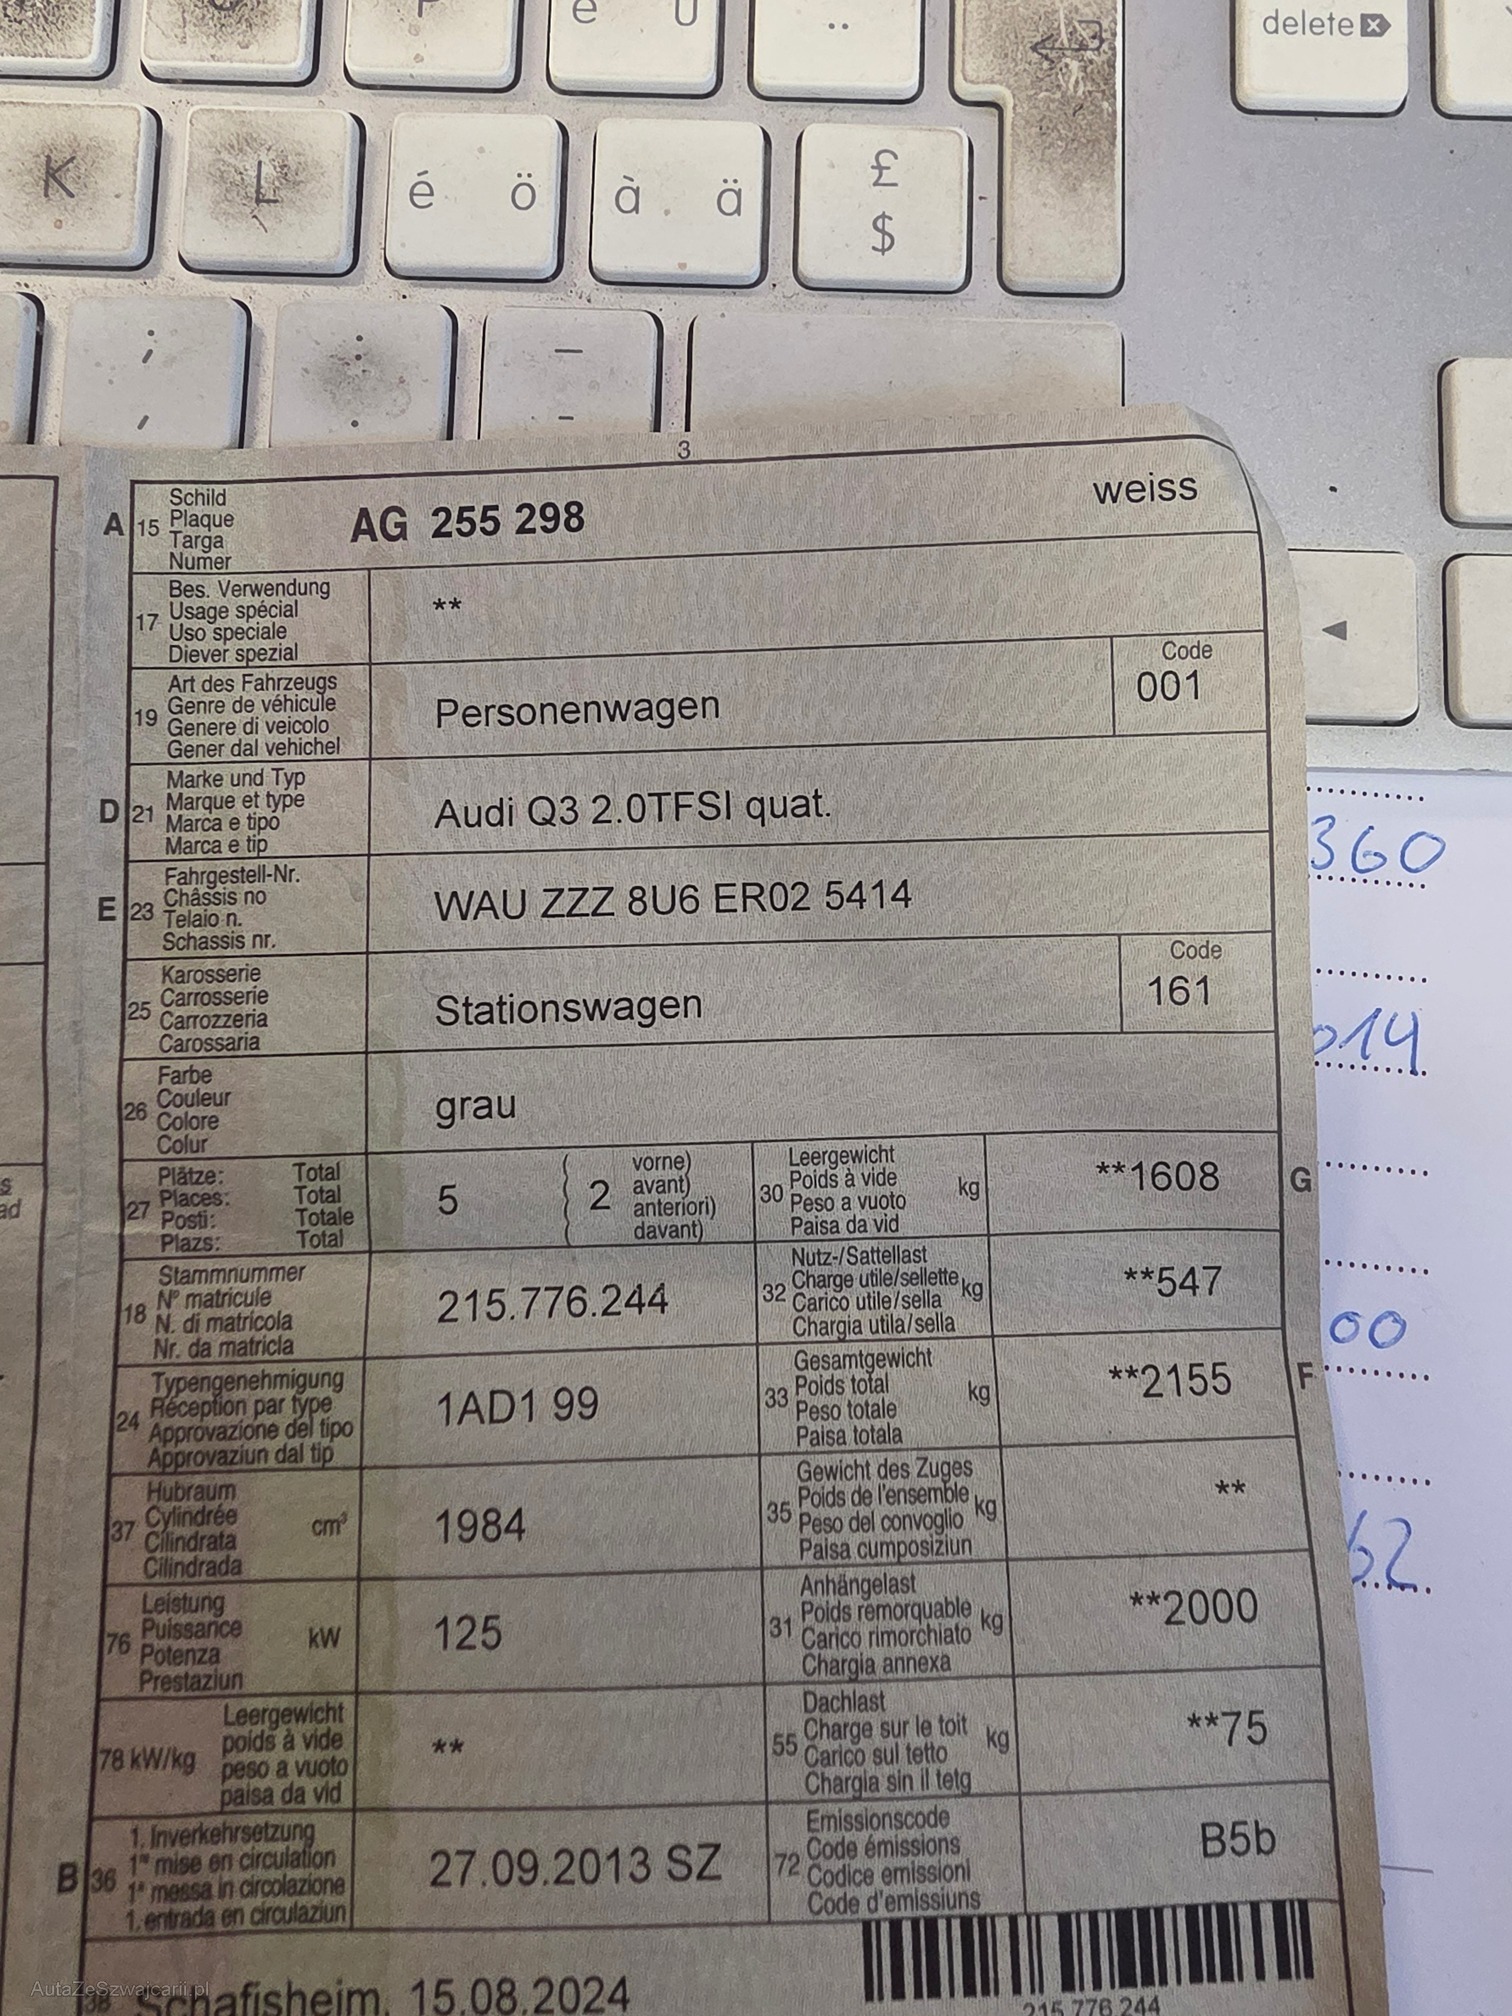 P
è ü
¨
delete
K
L
é ö
à ä
£
$
;
,
:
.
_
-
3
A 15 Schild
Plaque
Targa
Numer
AG 255 298
weiss
17 Bes. Verwendung
Usage spécial
Uso speciale
Diever spezial
**
19 Art des Fahrzeugs
Genre de véhicule
Genere di veicolo
Gener dal vehichel
Personenwagen
Code
001
D 21 Marke und Typ
Marque et type
Marca e tipo
Marca e tip
Audi Q3 2.0TFSI quat.
E 23 Fahrgestell-Nr.
Châssis no
Telaio n.
Schassis nr.
WAU ZZZ 8U6 ER02 5414
25 Karosserie
Carrosserie
Carrozzeria
Carossaria
Stationswagen
Code
161
26 Farbe
Couleur
Colore
Colur
grau
27 Plätze: Total
Places: Total
Posti: Totale
Plazs: Total
5
2
vorne)
avant)
anteriori)
davant)
30 Leergewicht
Poids à vide kg
Peso a vuoto
Paisa da vid
**1608
G
18 Stammnummer
N° matricule
N. di matricola
Nr. da matricla
215.776.244
32 Nutz-/Sattellast
Charge utile/sellette kg
Carico utile/sella
Chargia utila/sella
**547
24 Typengenehmigung
Réception par type
Approvazione del tipo
Approvaziun dal tip
1AD1 99
33 Gesamtgewicht
Poids total kg
Peso totale
Paisa totala
**2155
F
37 Hubraum
Cylindrée cm³
Cilindrata
Cilindrada
1984
35 Gewicht des Zuges
Poids de l'ensemble kg
Peso del convoglio
Paisa cumposiziun
**
76 Leistung
Puissance kW
Potenza
Prestaziun
125
31 Anhängelast
Poids remorquable kg
Carico rimorchiato
Chargia annexa
**2000
78 kW/kg Leergewicht
poids à vide
peso a vuoto
paisa da vid
**
55 Dachlast
Charge sur le toit kg
Carico sul tetto
Chargia sin il tetg
**75
B 36 1. Inverkehrsetzung
1re mise en circulation
1a messa in circolazione
1. entrada en circulaziun
27.09.2013 SZ
72 Emissionscode
Code émissions
Codice emissioni
Code d'emissiuns
B5b
38 Schafisheim, 15.08.2024
215 776 244
360
014
00
62
AutaZeSzwajcarii.pl